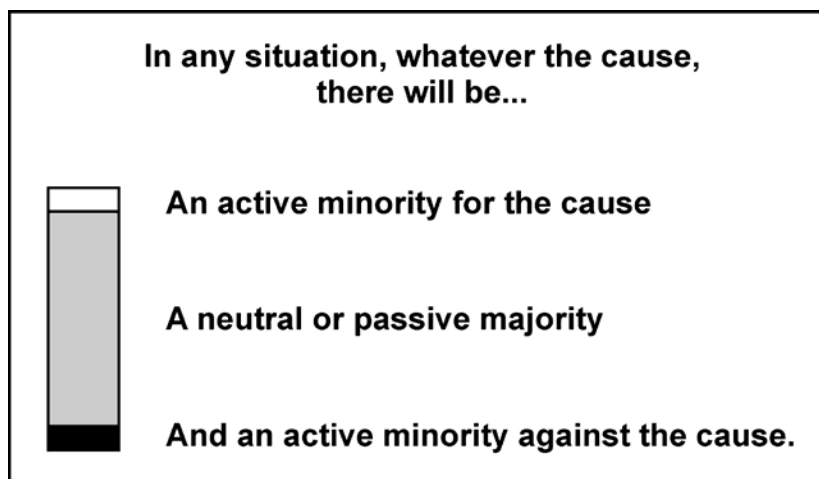 In any situation, whatever the cause,
there will be...
An active minority for the cause
A neutral or passive majority
And an active minority against the cause.